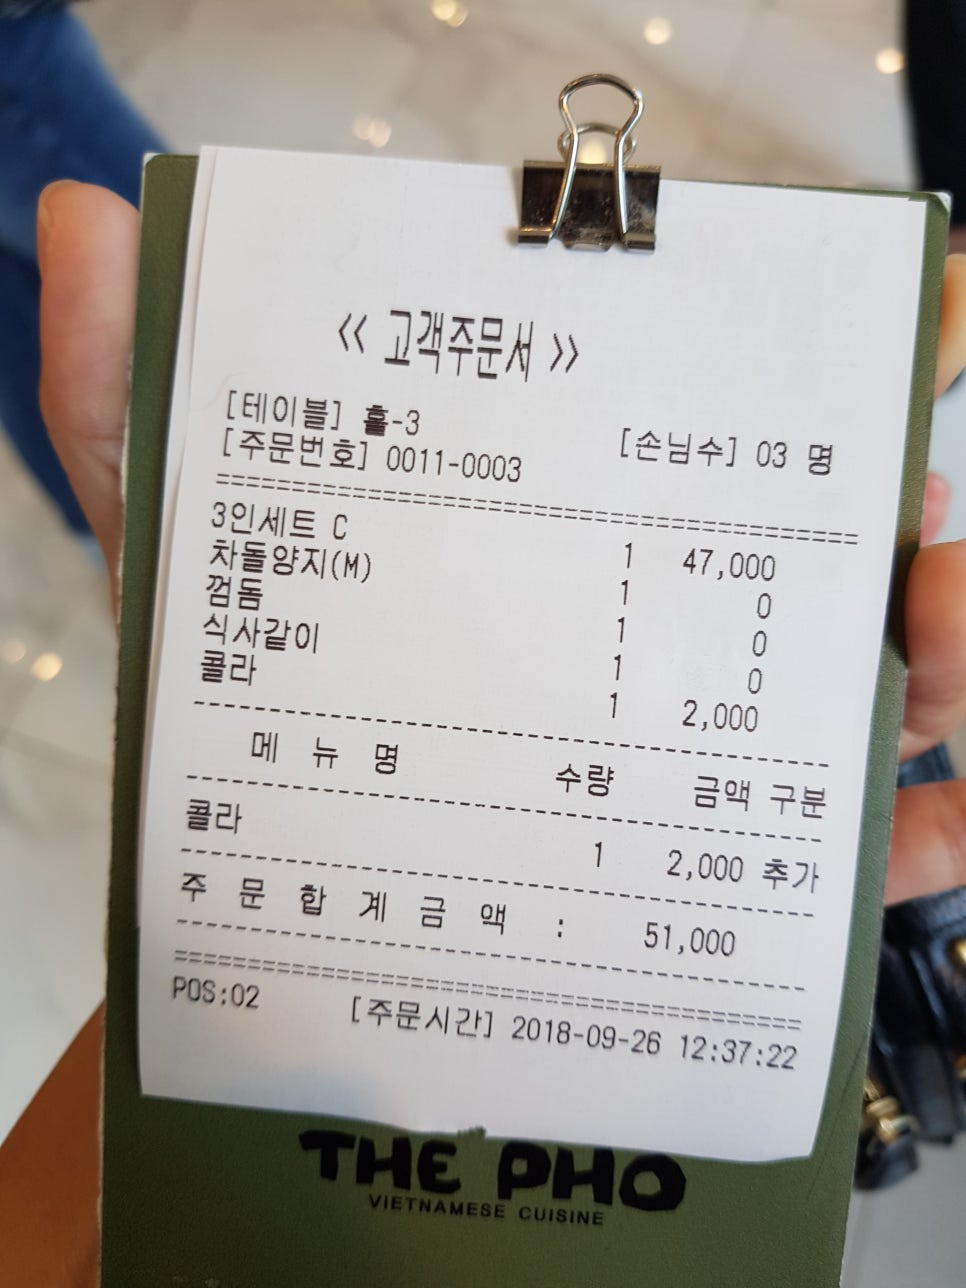 << 고객주문서 >>
[테이블] 홀-3
[주문번호] 0011-0003 [손님수] 03 명
==================================================
3인세트 C 1 47,000
차돌양지(M) 1 0
껌돔 1 0
식사같이 1 0
콜라 1 2,000
--------------------------------------------------
메 뉴 명 수량 금액 구분
--------------------------------------------------
콜라 1 2,000 추가
--------------------------------------------------
주 문 합 계 금 액 : 51,000
--------------------------------------------------
==================================================
POS:02 [주문시간] 2018-09-26 12:37:22
THE PHO
VIETNAMESE CUISINE